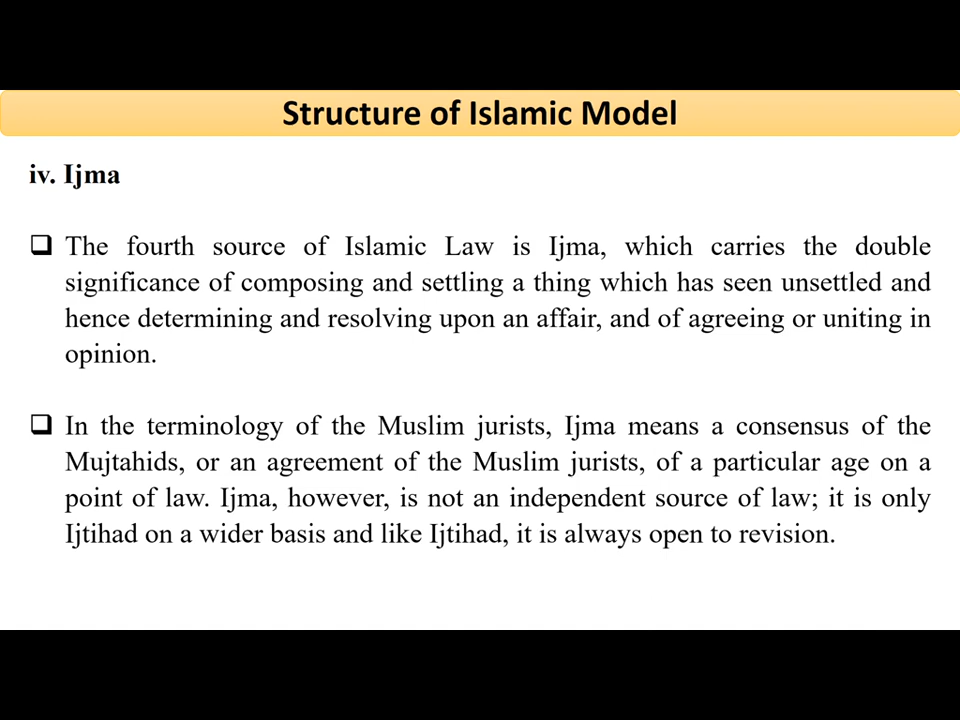 Structure of Islamic Model
iv. Ijma
❑ The fourth source of Islamic Law is Ijma, which carries the double
significance of composing and settling a thing which has seen unsettled and
hence determining and resolving upon an affair, and of agreeing or uniting in
opinion.
❑ In the terminology of the Muslim jurists, Ijma means a consensus of the
Mujtahids, or an agreement of the Muslim jurists, of a particular age on a
point of law. Ijma, however, is not an independent source of law; it is only
Ijtihad on a wider basis and like Ijtihad, it is always open to revision.